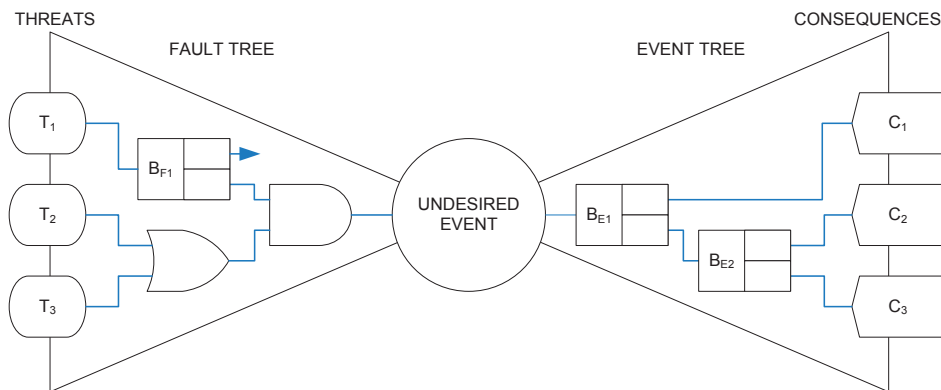 THREATS
CONSEQUENCES
FAULT TREE
EVENT TREE
T1
BF1
T2
T3
UNDESIRED
EVENT
BE1
BE2
C1
C2
C3